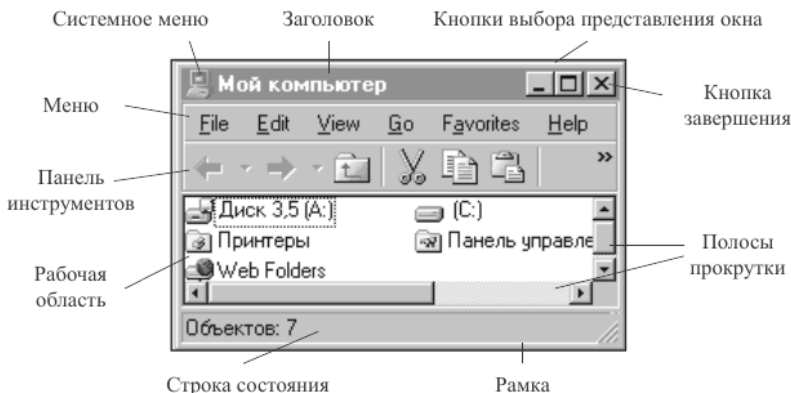 Системное меню Заголовок Кнопки выбора представления окна
Мой компьютер
Меню
Кнопка
завершения
File Edit View Go Favorites Help
Панель
инструментов
»
Диск 3,5 (A:) (C:)
Принтеры Панель управле
Web Folders
Рабочая
область
Полосы
прокрутки
Объектов: 7
Строка состояния Рамка